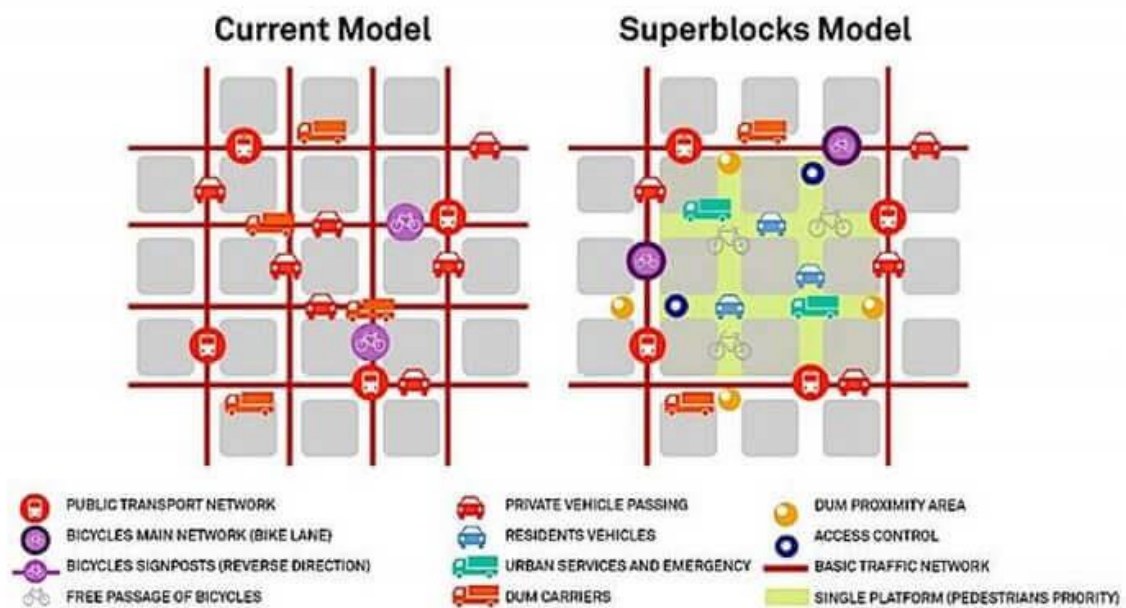 Current Model
Superblocks Model
PUBLIC TRANSPORT NETWORK
BICYCLES MAIN NETWORK (BIKE LANE)
BICYCLES SIGNPOSTS (REVERSE DIRECTION)
FREE PASSAGE OF BICYCLES
PRIVATE VEHICLE PASSING
RESIDENTS VEHICLES
URBAN SERVICES AND EMERGENCY
DUM CARRIERS
DUM PROXIMITY AREA
ACCESS CONTROL
BASIC TRAFFIC NETWORK
SINGLE PLATFORM (PEDESTRIANS PRIORITY)